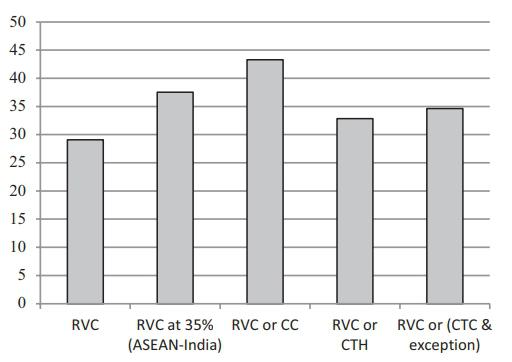 50
45
40
35
30
25
20
15
10
5
0
RVC
RVC at 35%
(ASEAN-India)
RVC or CC
RVC or
CTH
RVC or (CTC &
exception)